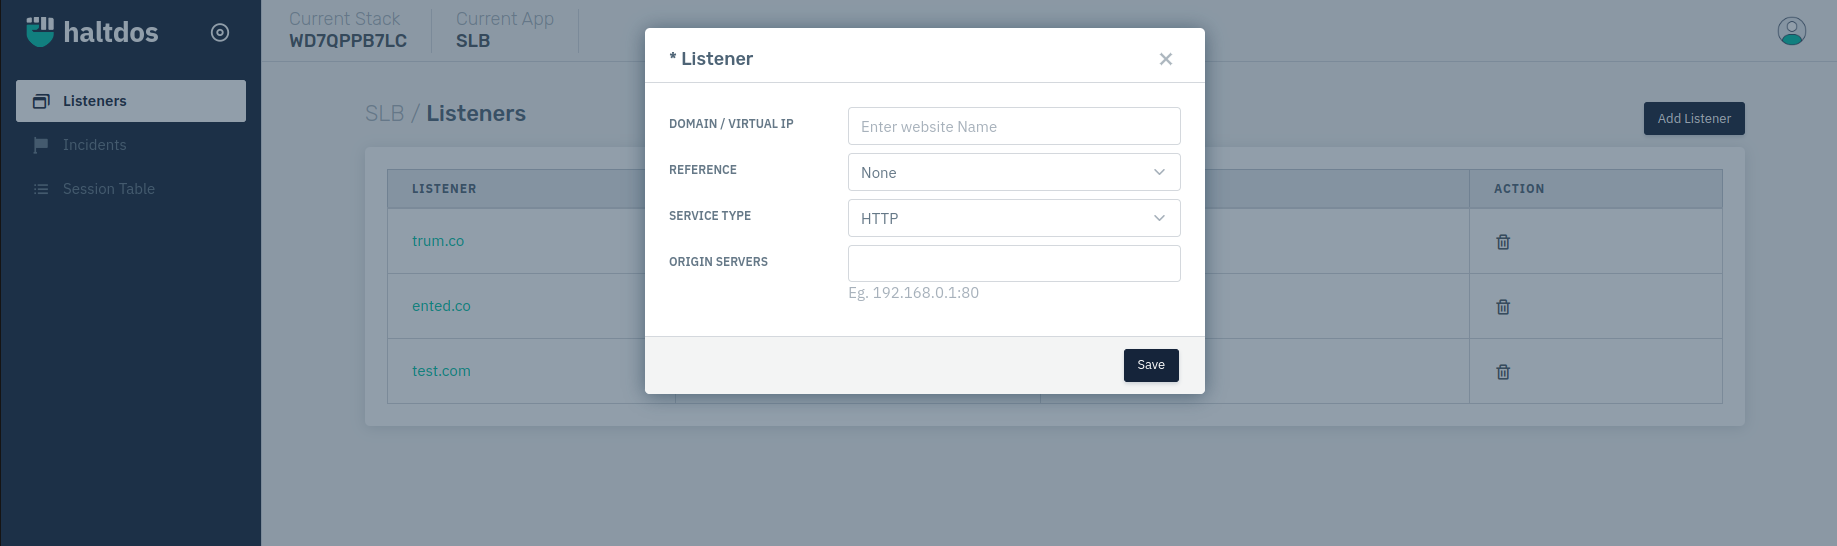 haltdos
Current Stack
WD7QPPB7LC
Current App
SLB
Listeners
Incidents
Session Table
SLB / Listeners
Add Listener
LISTENER
ACTION
trum.co
ented.co
test.com
* Listener
DOMAIN / VIRTUAL IP
Enter website Name
REFERENCE
None
SERVICE TYPE
HTTP
ORIGIN SERVERS
Eg. 192.168.0.1:80
Save